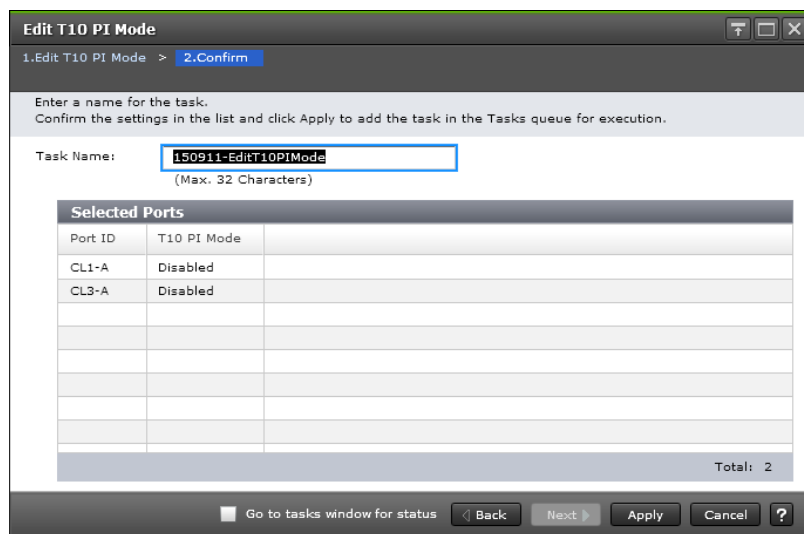 Edit T10 PI Mode
1.Edit T10 PI Mode > 2.Confirm
Enter a name for the task.
Confirm the settings in the list and click Apply to add the task in the Tasks queue for execution.
Task Name: 150911-EditT10PIMode
(Max. 32 Characters)
Selected Ports
Port ID T10 PI Mode
CL1-A Disabled
CL3-A Disabled
Total: 2
Go to tasks window for status Back Next Apply Cancel ?